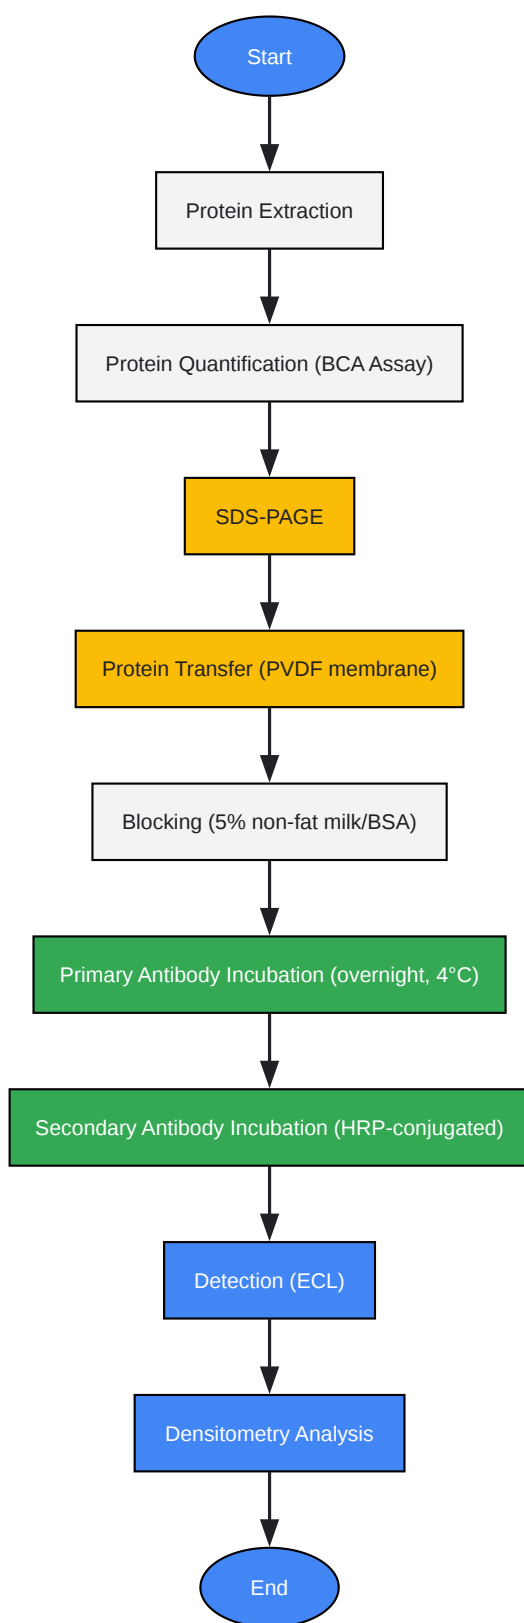 Start
Protein Extraction
Protein Quantification (BCA Assay)
SDS-PAGE
Protein Transfer (PVDF membrane)
Blocking (5% non-fat milk/BSA)
Primary Antibody Incubation (overnight, 4°C)
Secondary Antibody Incubation (HRP-conjugated)
Detection (ECL)
Densitometry Analysis
End